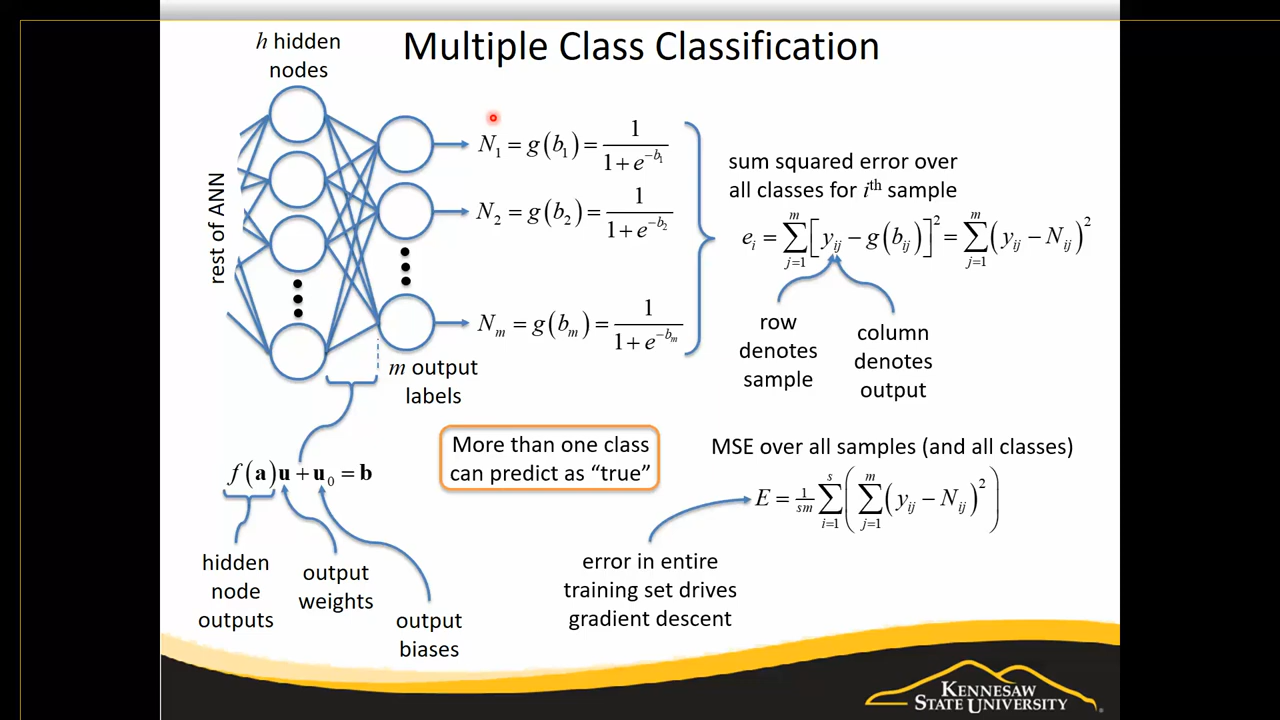 Multiple Class Classification
h hidden
nodes
rest of ANN
N₁ = g(b₁) = 1 / (1 + e^(−b₁))
N₂ = g(b₂) = 1 / (1 + e^(−b₂))
Nₘ = g(bₘ) = 1 / (1 + e^(−bₘ))
m output
labels
sum squared error over
all classes for iᵗʰ sample
eᵢ = ∑_{j=1}^{m} [yᵢⱼ − g(bᵢⱼ)]² = ∑_{j=1}^{m} (yᵢⱼ − Nᵢⱼ)²
row
denotes
sample
column
denotes
output
f(a)u + u₀ = b
hidden
node
outputs
output
weights
output
biases
More than one class
can predict as “true”
MSE over all samples (and all classes)
E = 1/sm ∑_{i=1}^{s} (∑_{j=1}^{m} (yᵢⱼ − Nᵢⱼ)²)
error in entire
training set drives
gradient descent
KENNESAW
STATE UNIVERSITY